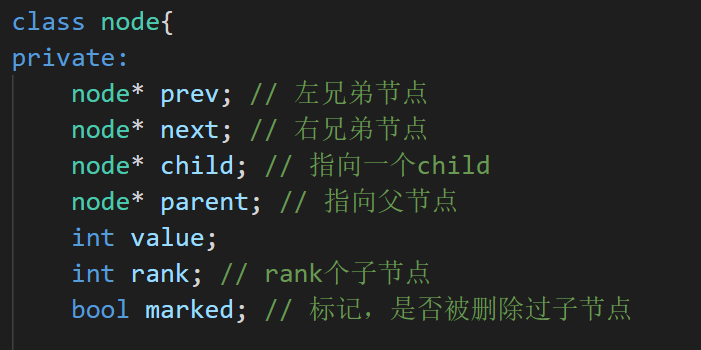 class node{
private:
    node* prev; // 左兄弟节点
    node* next; // 右兄弟节点
    node* child; // 指向一个child
    node* parent; // 指向父节点
    int value;
    int rank; // rank个子节点
    bool marked; // 标记，是否被删除过子节点